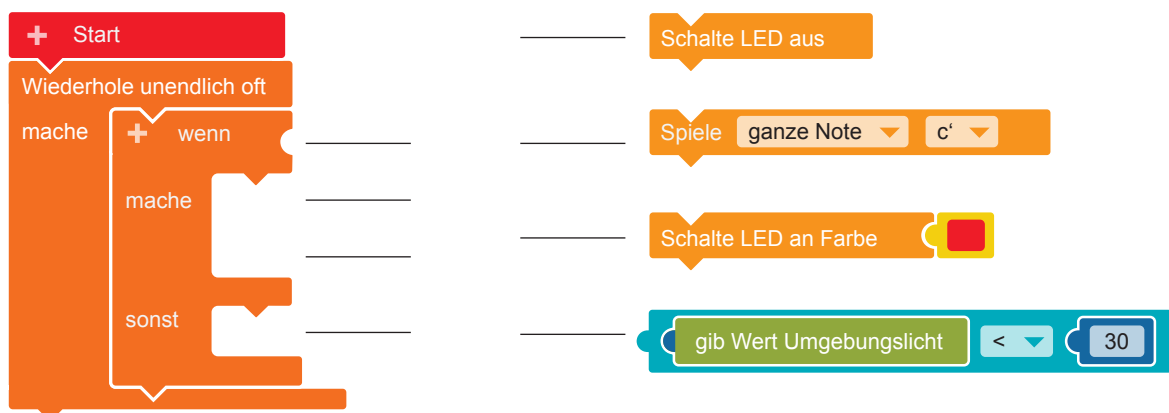 + Start
Wiederhole unendlich oft
mache + wenn
mache
sonst
Schalte LED aus
Spiele ganze Note c‘
Schalte LED an Farbe
gib Wert Umgebungslicht < 30